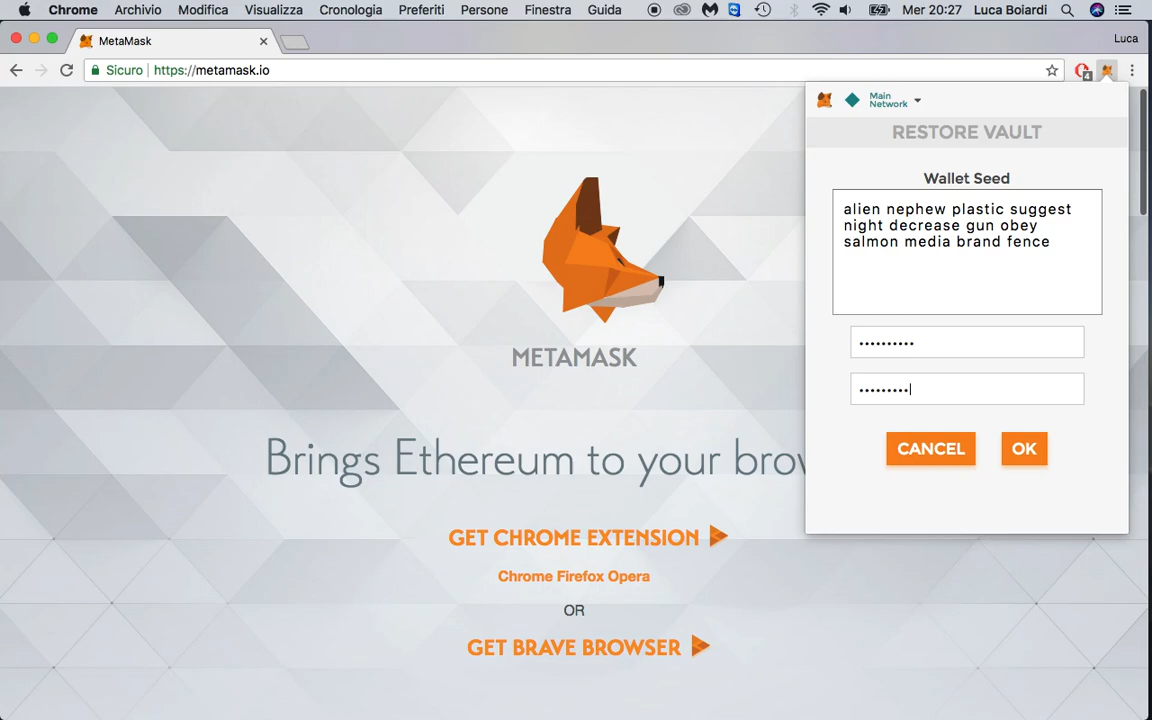 Chrome Archivio Modifica Visualizza Cronologia Preferiti Persone Finestra Guida Mer 20:27 Luca Boiardi
MetaMask
Luca
Sicuro https://metamask.io
4
Main
Network
RESTORE VAULT
Wallet Seed
alien nephew plastic suggest
night decrease gun obey
salmon media brand fence
••••••••••
•••••••••
CANCEL OK
METAMASK
Brings Ethereum to your brow
GET CHROME EXTENSION
Chrome Firefox Opera
OR
GET BRAVE BROWSER